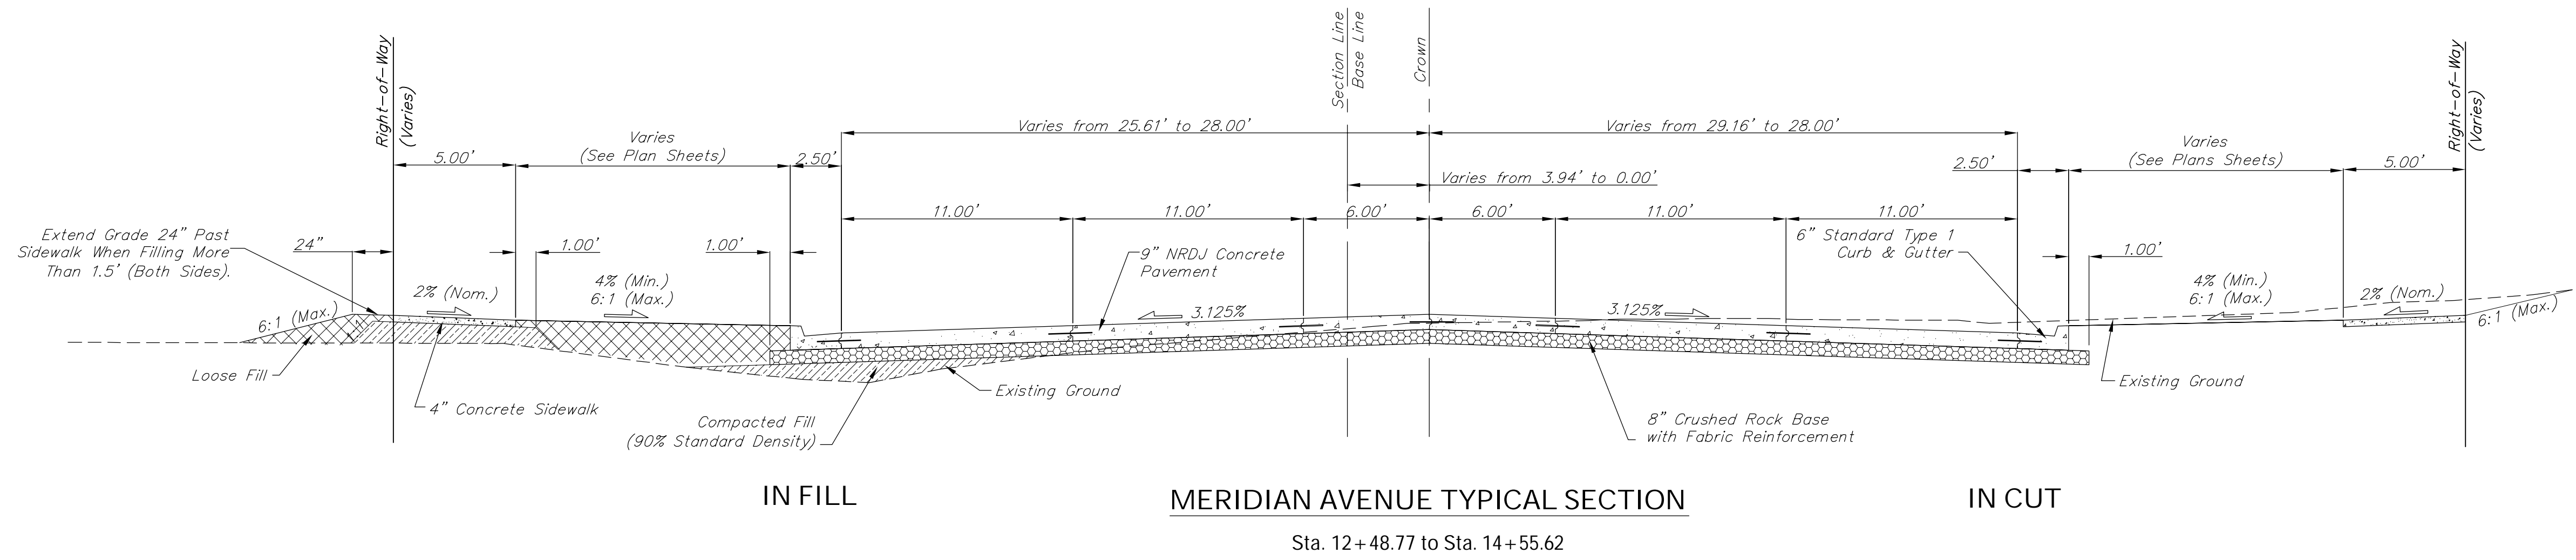 Right-of-Way
(Varies)
Section Line
Base Line
Crown
Right-of-Way
(Varies)
Varies from 25.61' to 28.00'
Varies from 29.16' to 28.00'
5.00'
Varies
(See Plan Sheets)
2.50'
2.50'
Varies
(See Plans Sheets)
5.00'
Varies from 3.94' to 0.00'
11.00'
11.00'
6.00'
6.00'
11.00'
11.00'
Extend Grade 24" Past
Sidewalk When Filling More
Than 1.5' (Both Sides).
24"
1.00'
1.00'
9" NRDJ Concrete
Pavement
6" Standard Type 1
Curb & Gutter
1.00'
6:1 (Max.)
2% (Nom.)
4% (Min.)
6:1 (Max.)
3.125%
3.125%
4% (Min.)
6:1 (Max.)
2% (Nom.)
6:1 (Max.)
Loose Fill
4" Concrete Sidewalk
Compacted Fill
(90% Standard Density)
Existing Ground
8" Crushed Rock Base
with Fabric Reinforcement
Existing Ground
IN FILL
MERIDIAN AVENUE TYPICAL SECTION
IN CUT
Sta. 12+48.77 to Sta. 14+55.62